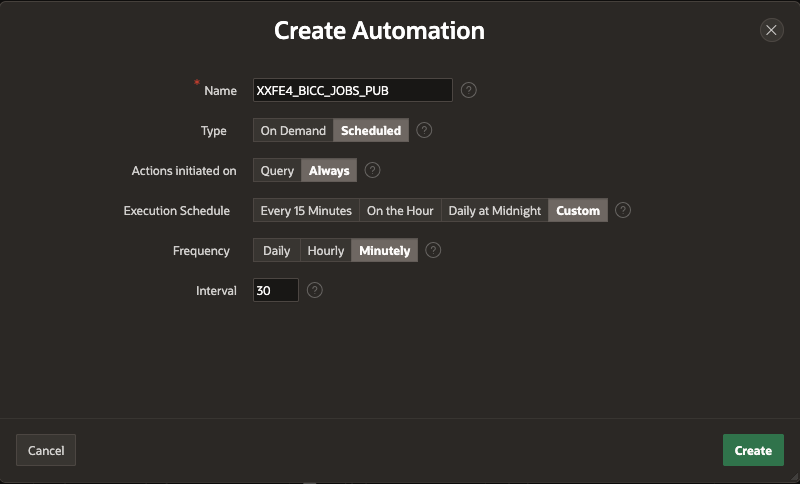 Create Automation
* Name XXFE4_BICC_JOBS_PUB ?
Type On Demand Scheduled ?
Actions initiated on Query Always ?
Execution Schedule Every 15 Minutes On the Hour Daily at Midnight Custom ?
Frequency Daily Hourly Minutely ?
Interval 30 ?
Cancel Create